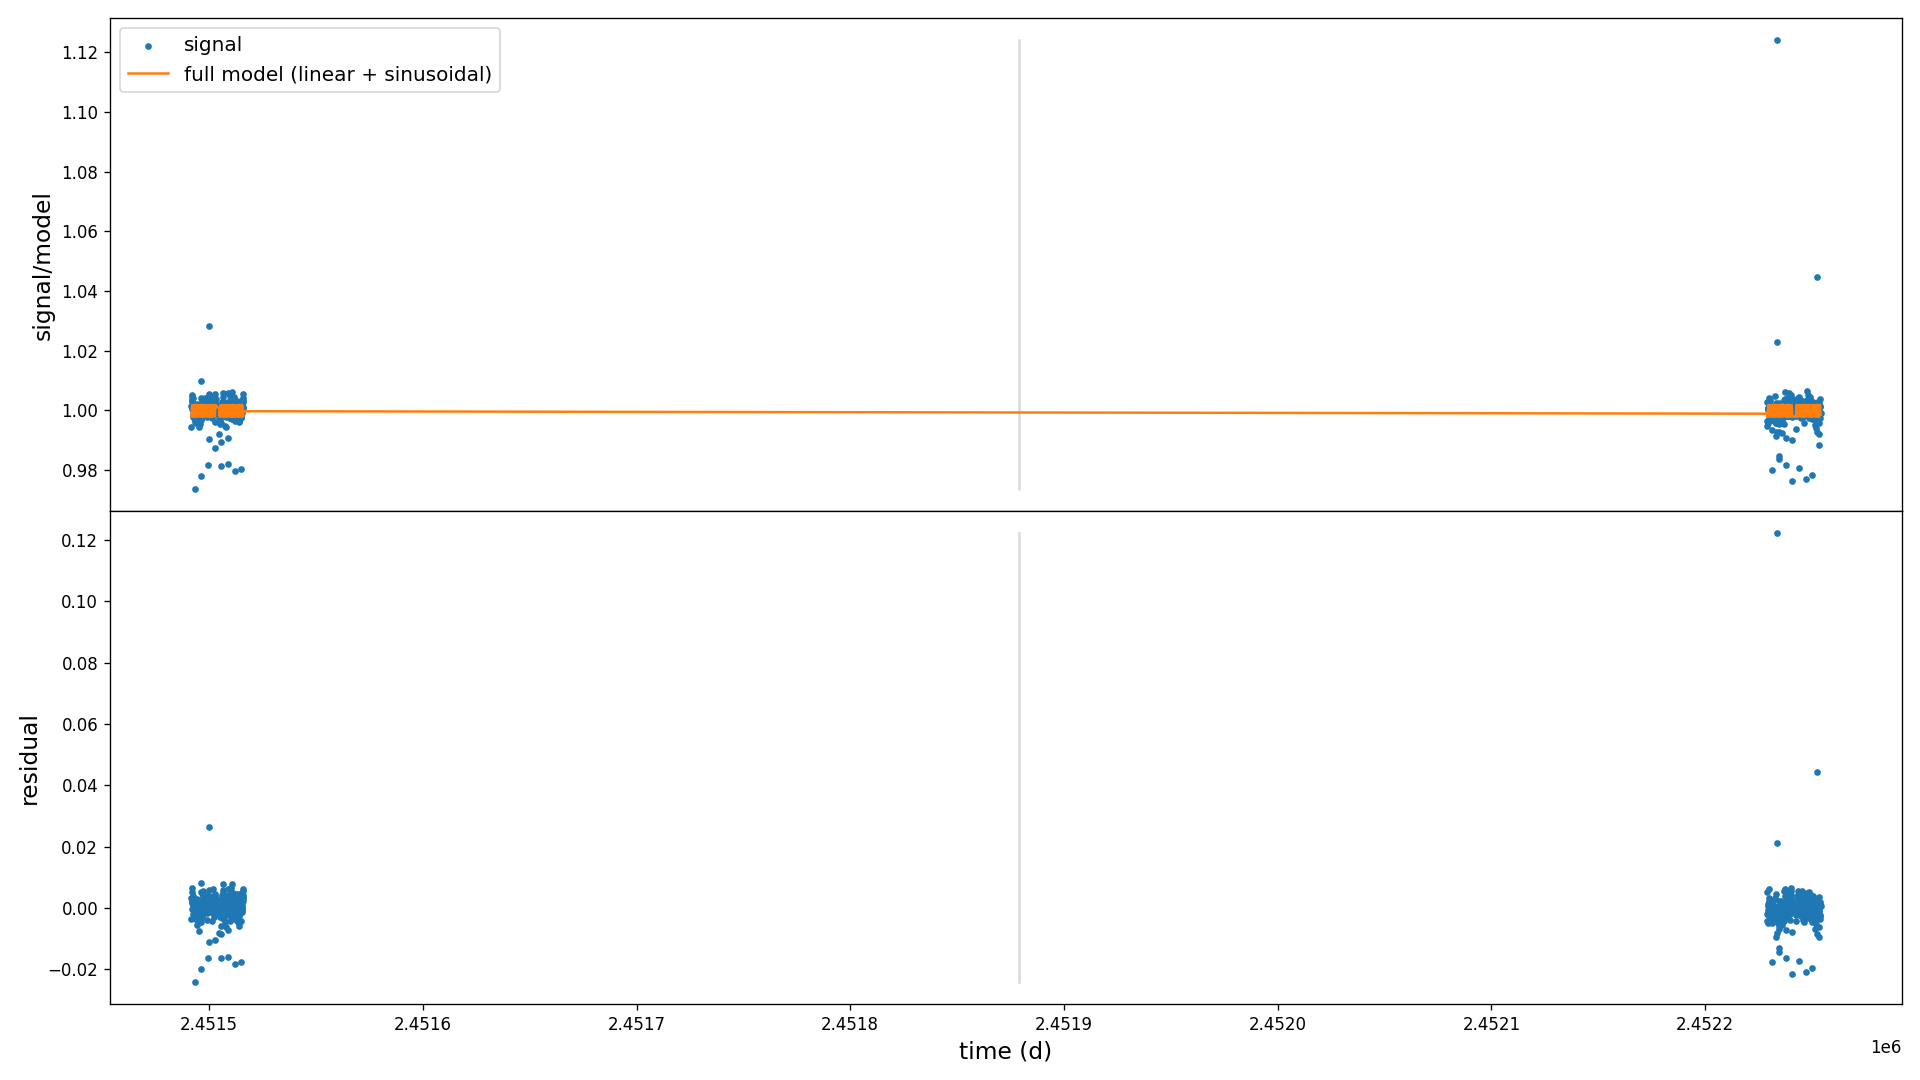 signal
full model (linear + sinusoidal)
signal/model
1.12
1.10
1.08
1.06
1.04
1.02
1.00
0.98
residual
0.12
0.10
0.08
0.06
0.04
0.02
0.00
−0.02
2.4515 2.4516 2.4517 2.4518 2.4519 2.4520 2.4521 2.4522
1e6
time (d)